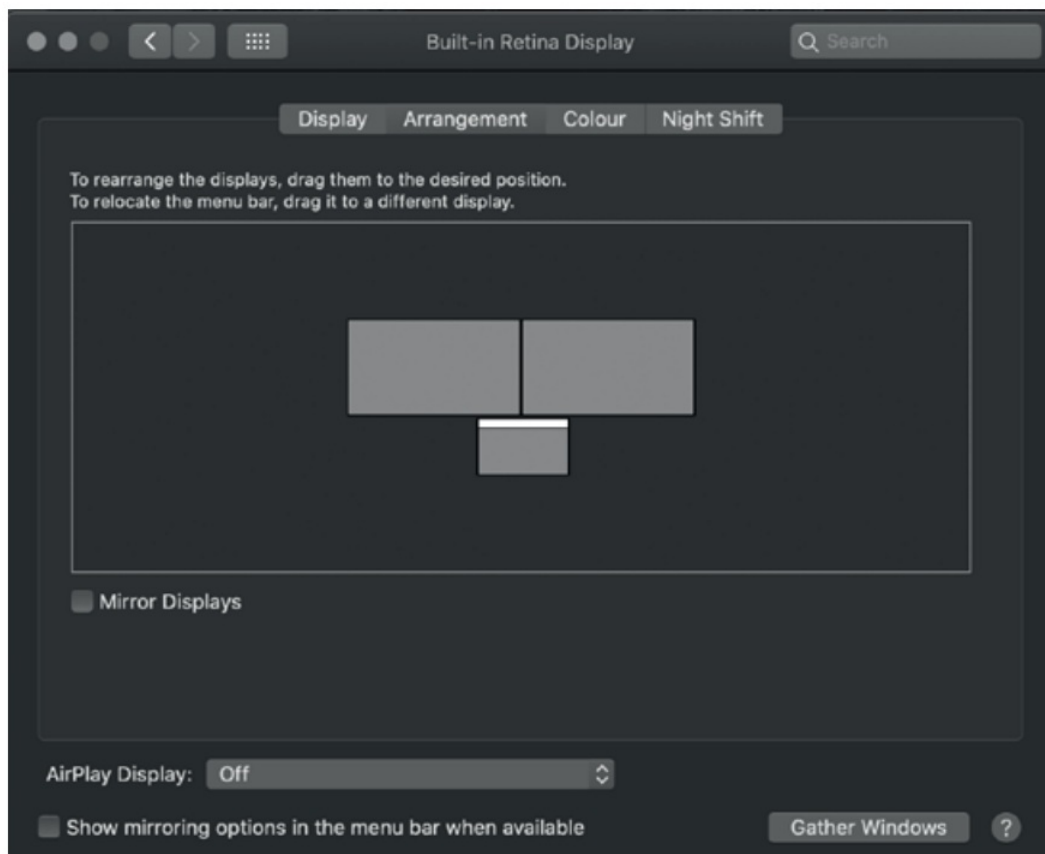 Built-in Retina Display
Search
Display Arrangement Colour Night Shift
To rearrange the displays, drag them to the desired position.
To relocate the menu bar, drag it to a different display.
Mirror Displays
AirPlay Display: Off
Show mirroring options in the menu bar when available
Gather Windows ?